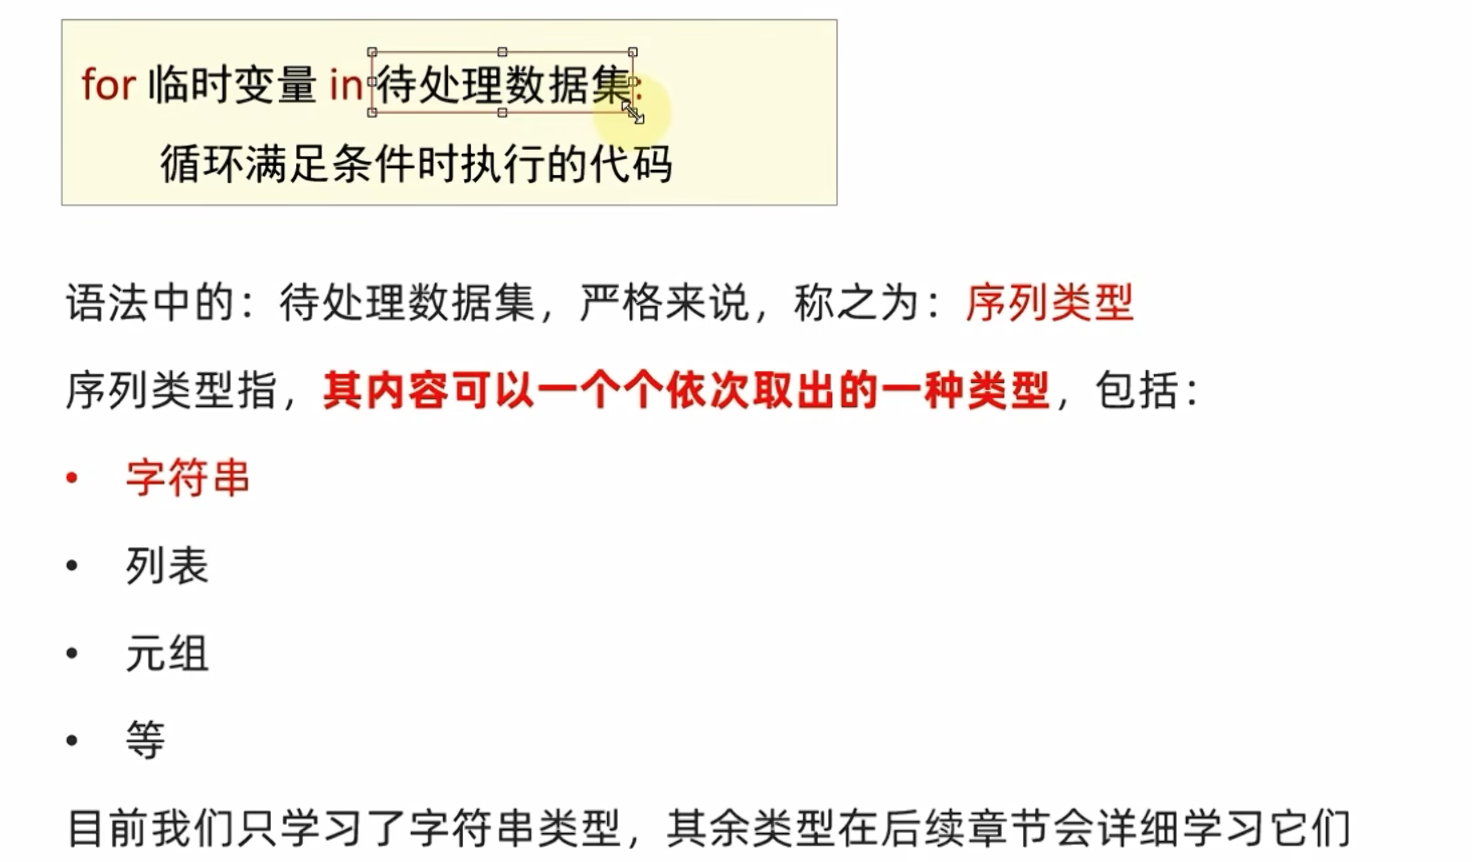 for 临时变量 in 待处理数据集:
循环满足条件时执行的代码
语法中的：待处理数据集，严格来说，称之为：序列类型
序列类型指，其内容可以一个个依次取出的一种类型，包括：
• 字符串
• 列表
• 元组
• 等
目前我们只学习了字符串类型，其余类型在后续章节会详细学习它们